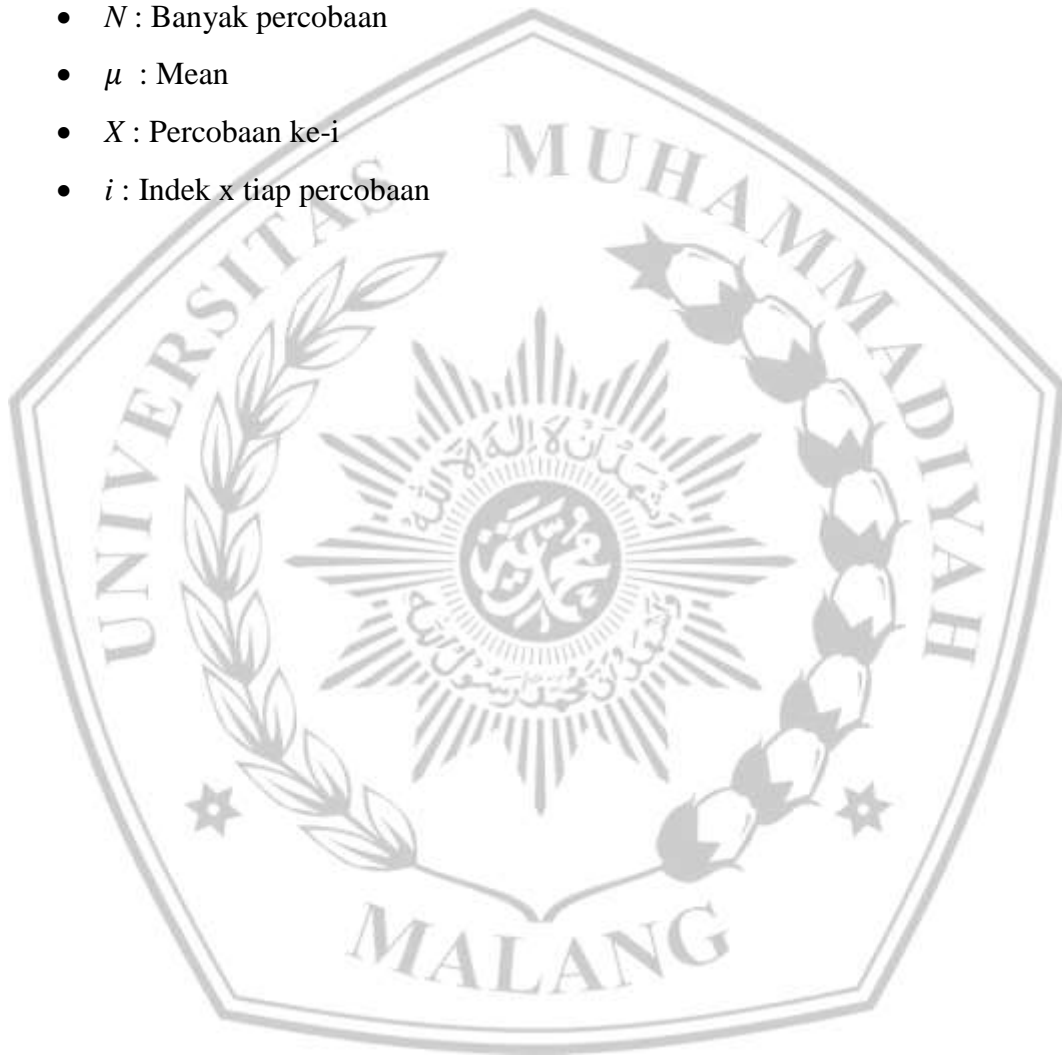 • N : Banyak percobaan
• μ : Mean
• X : Percobaan ke-i
• i : Indek x tiap percobaan
UNIVERSITAS MUHAMMADIYAH
MALANG